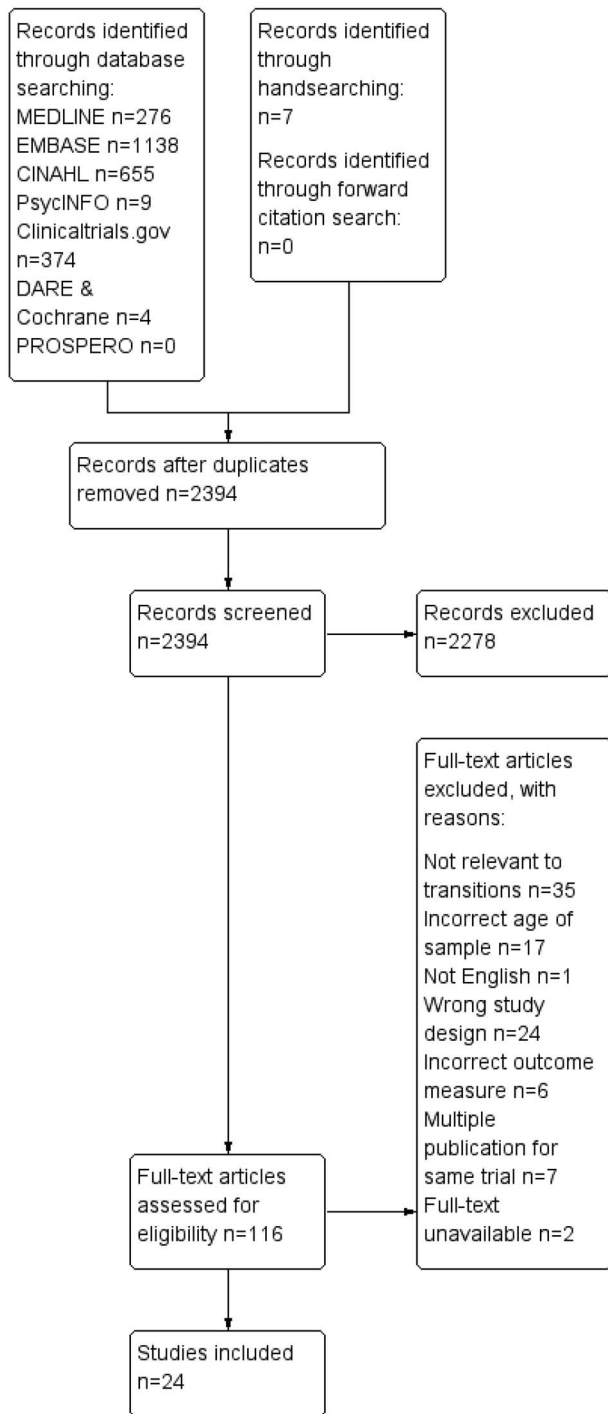 Records identified
through database
searching:
MEDLINE n=276
EMBASE n=1138
CINAHL n=655
PsycINFO n=9
Clinicaltrials.gov
n=374
DARE &
Cochrane n=4
PROSPERO n=0
Records identified
through
handsearching:
n=7
Records identified
through forward
citation search:
n=0
Records after duplicates
removed n=2394
Records screened
n=2394
Records excluded
n=2278
Full-text articles
excluded, with
reasons:
Not relevant to
transitions n=35
Incorrect age of
sample n=17
Not English n=1
Wrong study
design n=24
Incorrect outcome
measure n=6
Multiple
publication for
same trial n=7
Full-text
unavailable n=2
Full-text articles
assessed for
eligibility n=116
Studies included
n=24